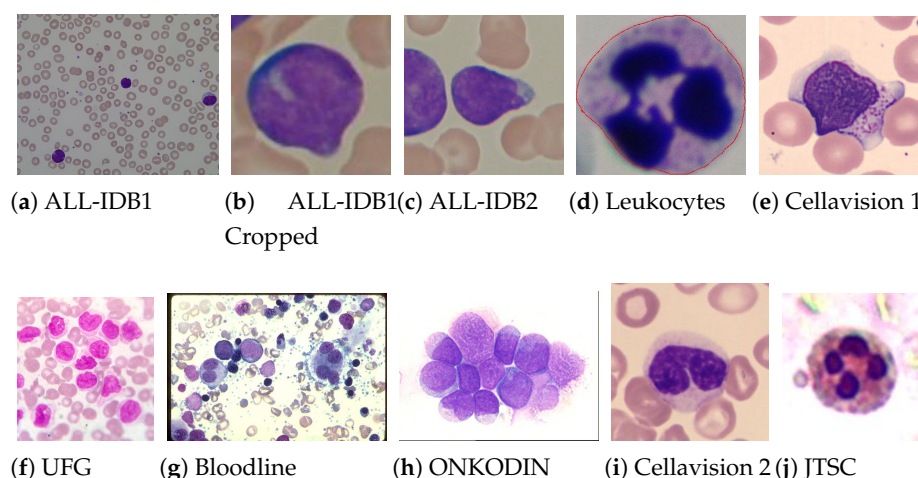 (a) ALL-IDB1
(b) ALL-IDB1
Cropped
(c) ALL-IDB2
(d) Leukocytes
(e) Cellavision 1
(f) UFG
(g) Bloodline
(h) ONKODIN
(i) Cellavision 2
(j) JTSC